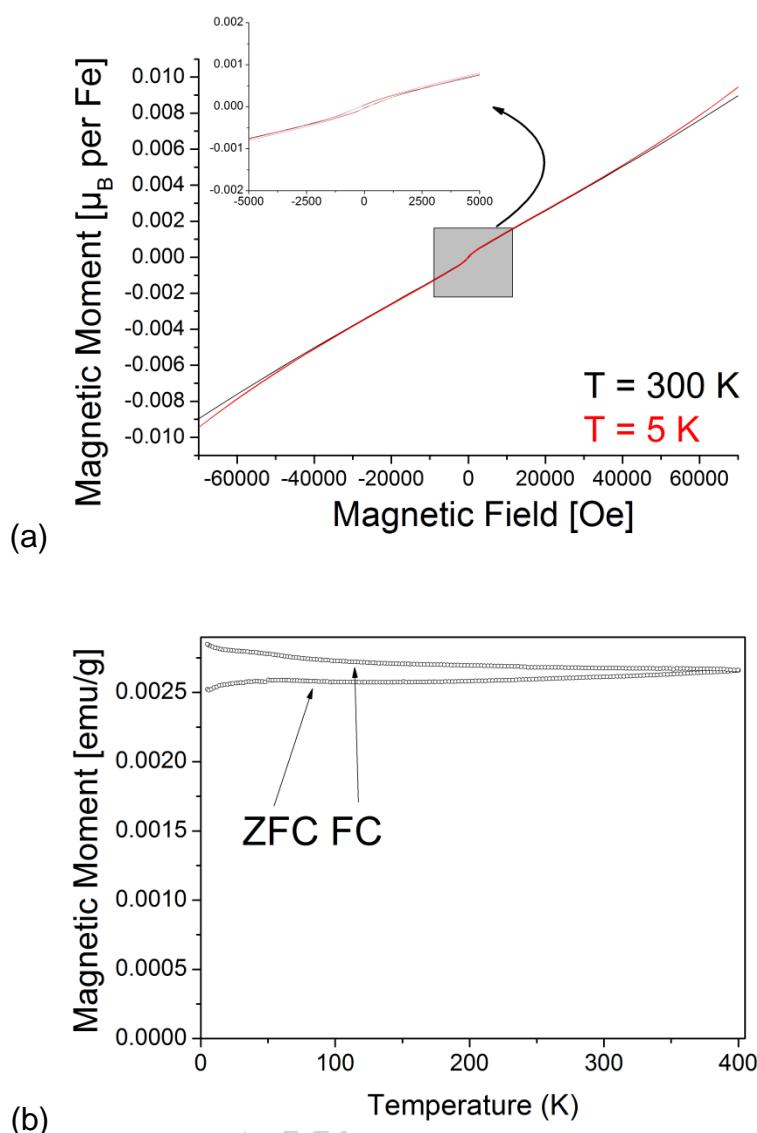 0.002
0.001
0.000
-0.001
-0.002
-5000 -2500 0 2500 5000
0.010
0.008
0.006
0.004
0.002
0.000
-0.002
-0.004
-0.006
-0.008
-0.010
Magnetic Moment [μB per Fe]
T = 300 K
T = 5 K
-60000 -40000 -20000 0 20000 40000 60000
Magnetic Field [Oe]
(a)
0.0025
0.0020
0.0015
0.0010
0.0005
0.0000
Magnetic Moment [emu/g]
ZFC FC
0 100 200 300 400
Temperature (K)
(b)